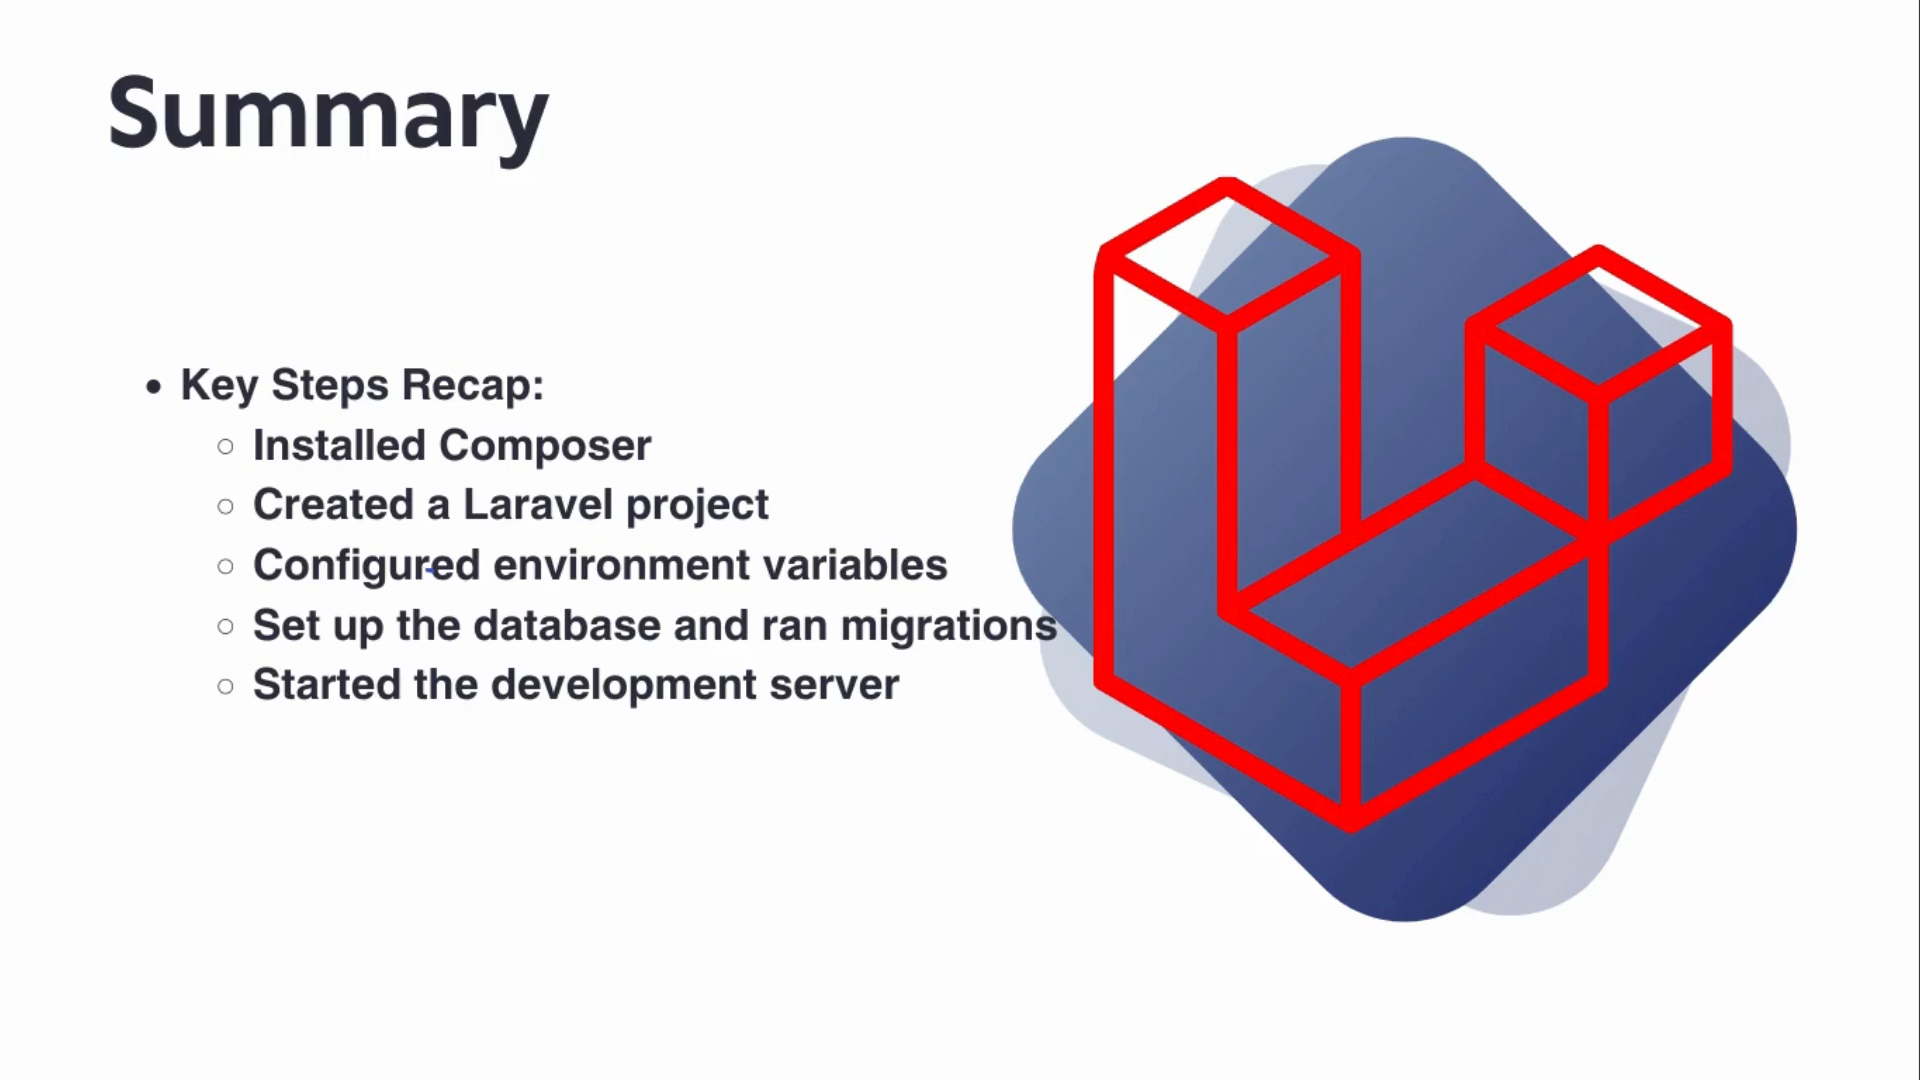 Summary
• Key Steps Recap:
○ Installed Composer
○ Created a Laravel project
○ Configured environment variables
○ Set up the database and ran migrations
○ Started the development server